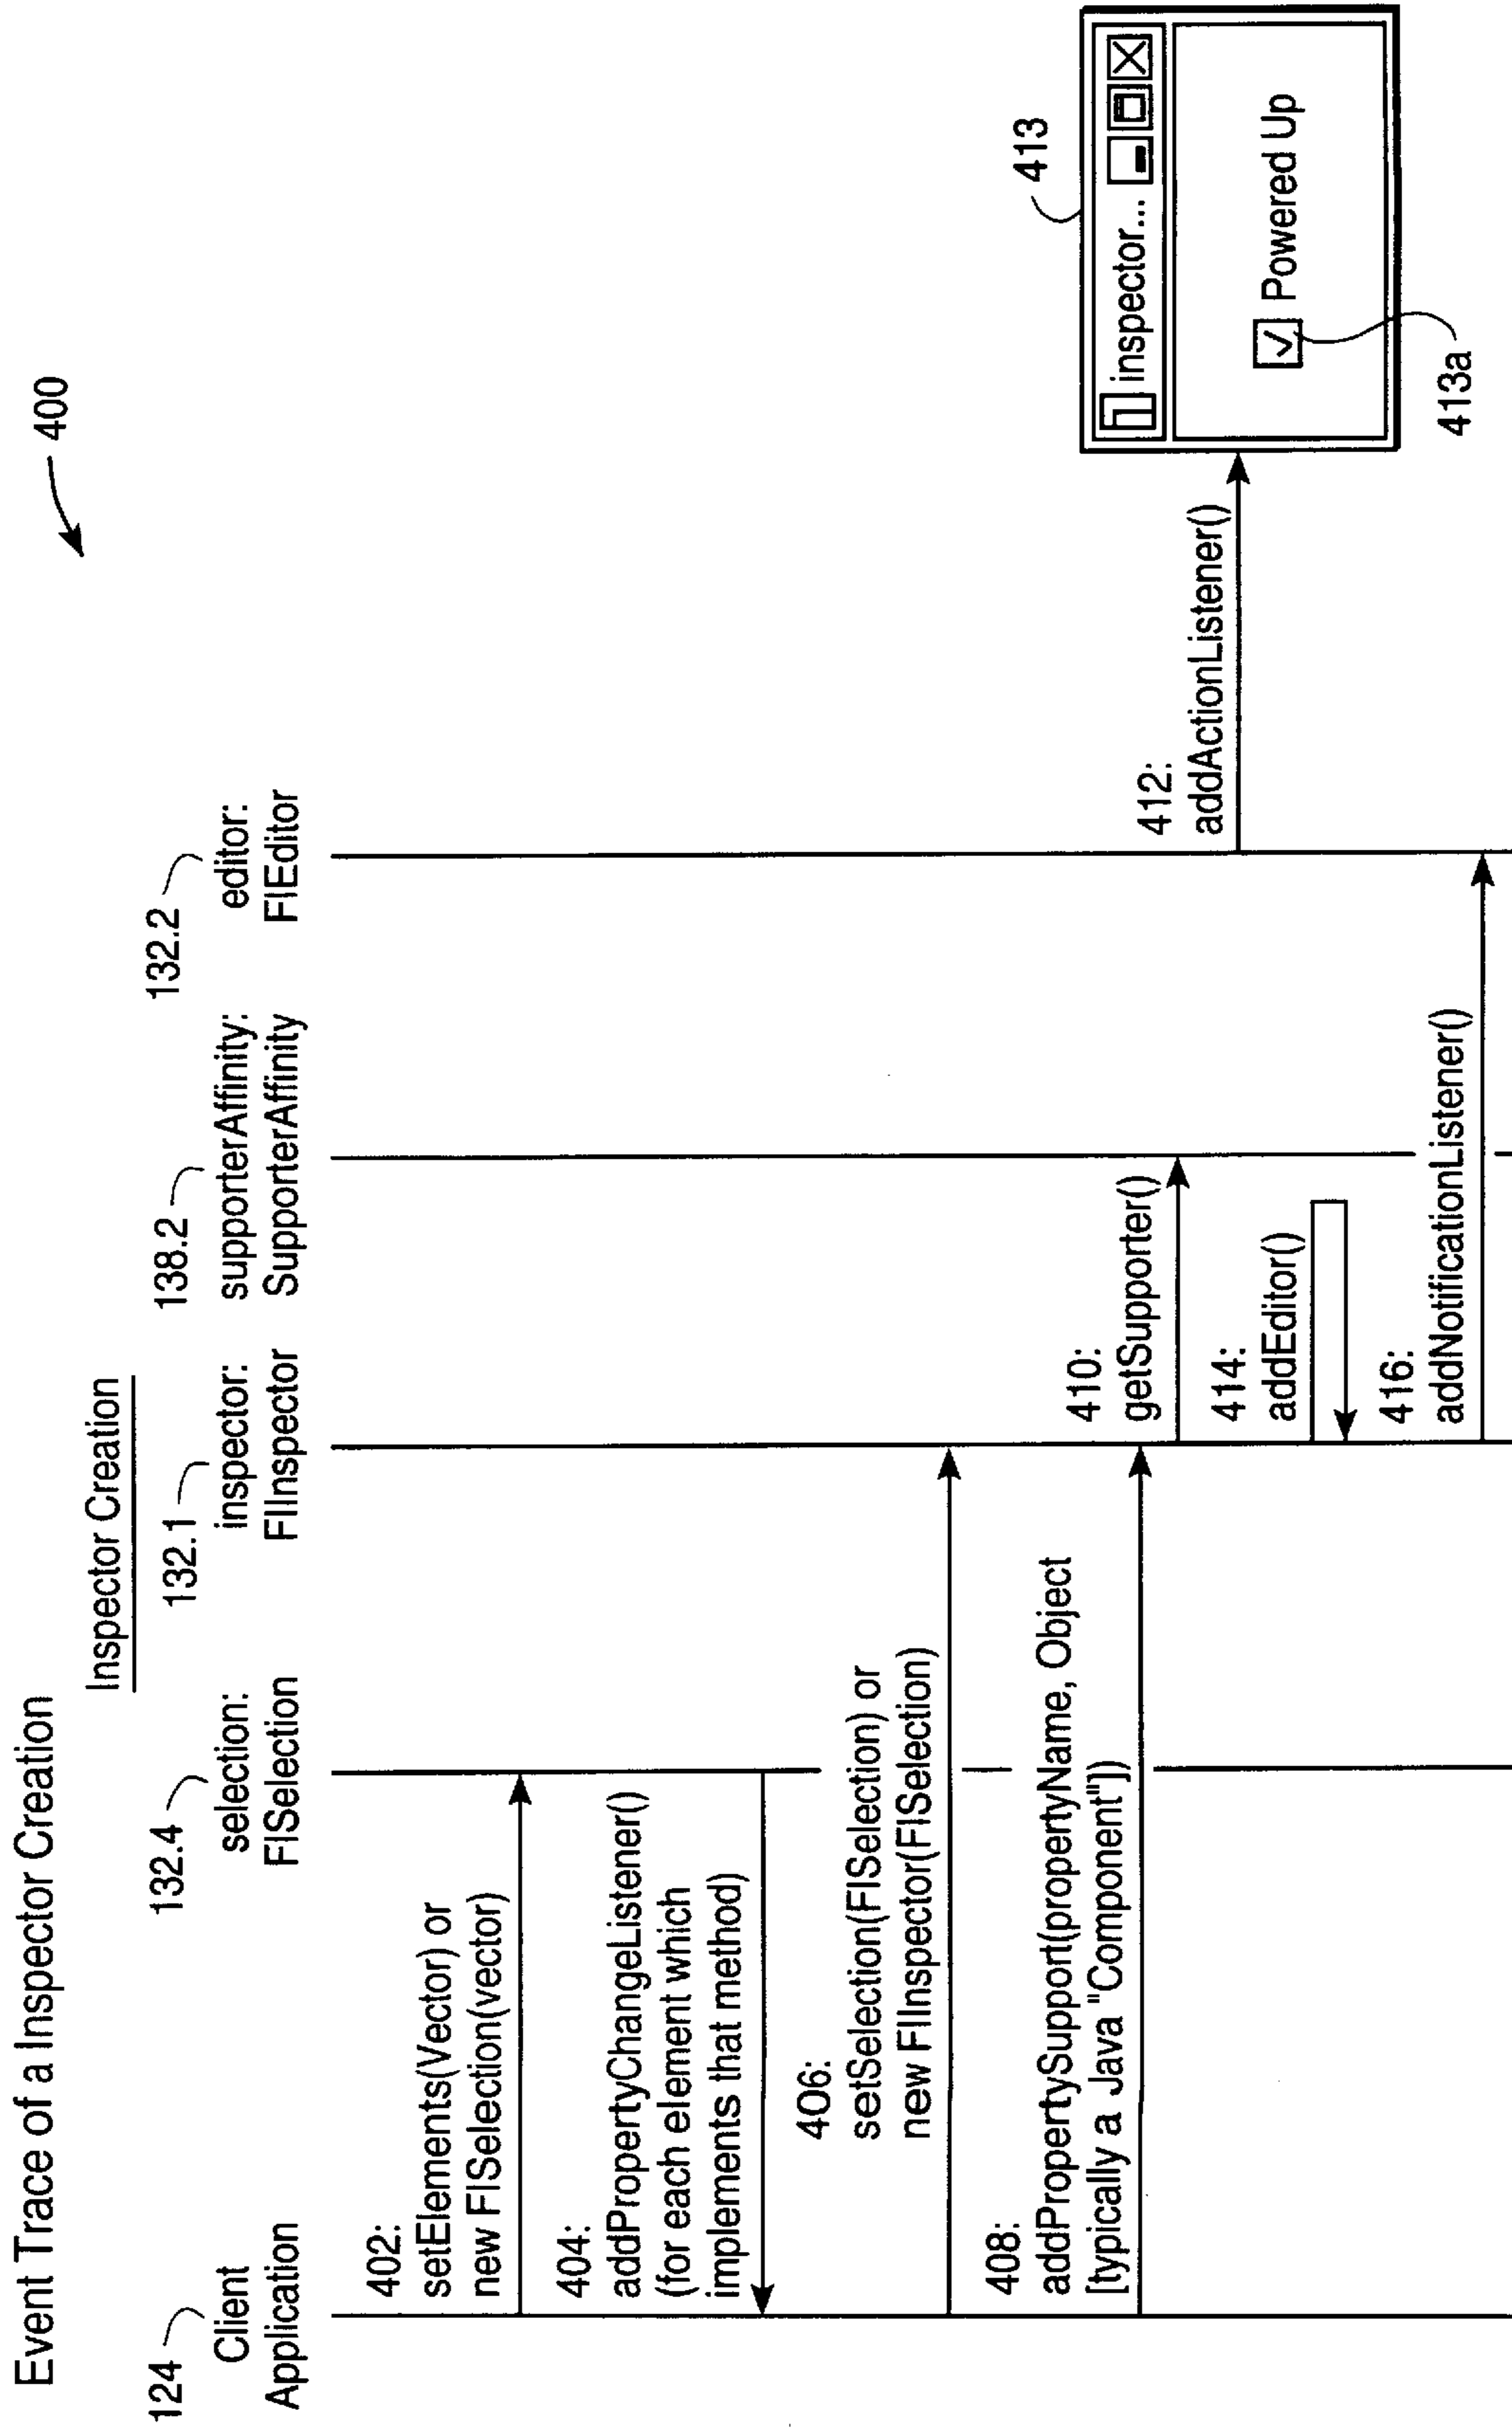 Event Trace of a Inspector Creation
400
Inspector Creation
124
Client
Application
132.4
selection:
FISelection
132.1
inspector:
FIInspector
138.2
supporterAffinity:
SupporterAffinity
132.2
editor:
FIEditor
402:
setElements(Vector) or
new FISelection(vector)
404:
addPropertyChangeListener()
(for each element which
implements that method)
406:
setSelection(FISelection) or
new FIInspector(FISelection)
408:
addPropertySupport(propertyName, Object
[typically a Java "Component"])
410:
getSupporter()
412:
addActionListener()
413
inspector...
Powered Up
413a
414:
addEditor()
416:
addNotificationListener()